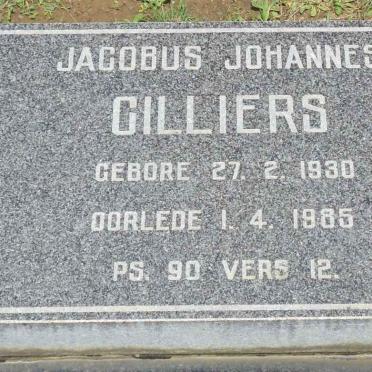 JACOBUS JOHANNES
CILLIERS
GEBORE 27. 2. 1930
OORLEDE 1. 4. 1985
PS. 90 VERS 12.